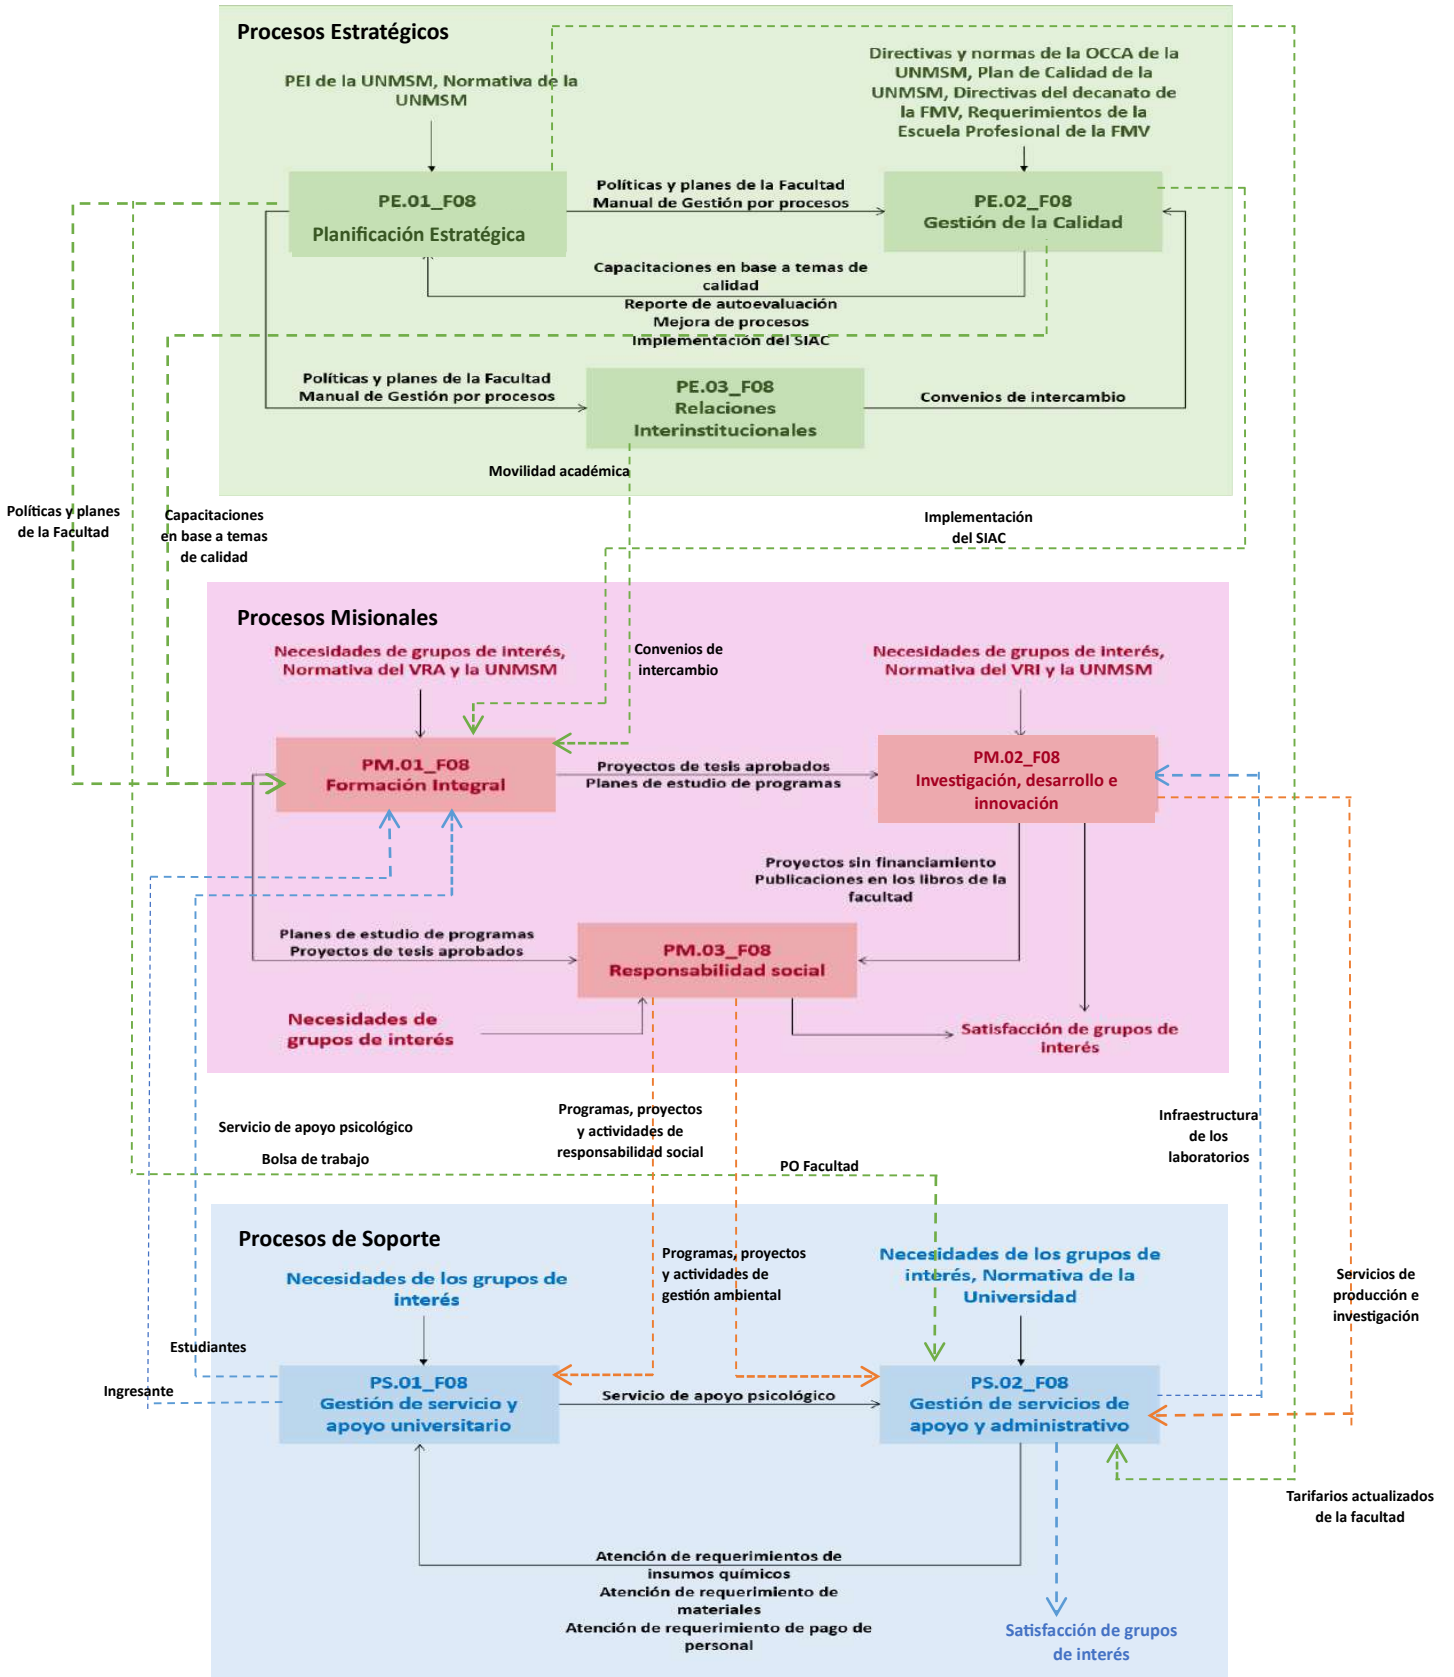 Procesos Estratégicos
PEI de la UNMSM, Normativa de la
UNMSM
Directivas y normas de la OCCA de la
UNMSM, Plan de Calidad de la
UNMSM, Directivas del decanato de
la FMV, Requerimientos de la
Escuela Profesional de la FMV
PE.01_F08
Planificación Estratégica
Políticas y planes de la Facultad
Manual de Gestión por procesos
PE.02_F08
Gestión de la Calidad
Capacitaciones en base a temas de
calidad
Reporte de autoevaluación
Mejora de procesos
Implementación del SIAC
Políticas y planes de la Facultad
Manual de Gestión por procesos
PE.03_F08
Relaciones
Interinstitucionales
Convenios de intercambio
Movilidad académica
Políticas y planes
de la Facultad
Capacitaciones
en base a temas
de calidad
Implementación
del SIAC
Procesos Misionales
Necesidades de grupos de interés,
Normativa del VRA y la UNMSM
Convenios de
intercambio
Necesidades de grupos de interés,
Normativa del VRI y la UNMSM
PM.01_F08
Formación Integral
Proyectos de tesis aprobados
Planes de estudio de programas
PM.02_F08
Investigación, desarrollo e
innovación
Proyectos sin financiamiento
Publicaciones en los libros de la
facultad
Planes de estudio de programas
Proyectos de tesis aprobados
PM.03_F08
Responsabilidad social
Necesidades de
grupos de interés
Satisfacción de grupos de
interés
Servicio de apoyo psicológico
Bolsa de trabajo
Programas, proyectos
y actividades de
responsabilidad social
PO Facultad
Infraestructura
de los
laboratorios
Procesos de Soporte
Necesidades de los grupos de
interés
Programas, proyectos
y actividades de
gestión ambiental
Necesidades de los grupos de
interés, Normativa de la
Universidad
Servicios de
producción e
investigación
Estudiantes
Ingresante
PS.01_F08
Gestión de servicio y
apoyo universitario
Servicio de apoyo psicológico
PS.02_F08
Gestión de servicios de
apoyo y administrativo
Tarifarios actualizados
de la facultad
Atención de requerimientos de
insumos químicos
Atención de requerimiento de
materiales
Atención de requerimiento de pago de
personal
Satisfacción de grupos
de interés